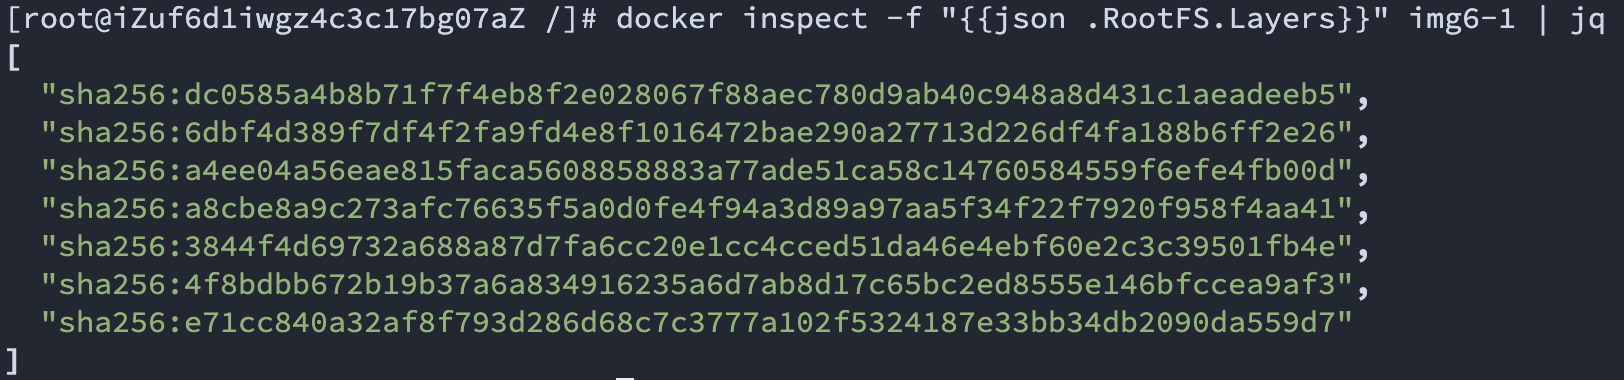 [root@iZuf6d1iwgz4c3c17bg07aZ /]# docker inspect -f "{{json .RootFS.Layers}}" img6-1 | jq
[
"sha256:dc0585a4b8b71f7f4eb8f2e028067f88aec780d9ab40c948a8d431c1aeadeeb5",
"sha256:6dbf4d389f7df4f2fa9fd4e8f1016472bae290a27713d226df4fa188b6ff2e26",
"sha256:a4ee04a56eae815faca5608858883a77ade51ca58c14760584559f6efe4fb00d",
"sha256:a8cbe8a9c273afc76635f5a0d0fe4f94a3d89a97aa5f34f22f7920f958f4aa41",
"sha256:3844f4d69732a688a87d7fa6cc20e1cc4cced51da46e4ebf60e2c3c39501fb4e",
"sha256:4f8bdbb672b19b37a6a834916235a6d7ab8d17c65bc2ed8555e146bfccea9af3",
"sha256:e71cc840a32af8f793d286d68c7c3777a102f5324187e33bb34db2090da559d7"
]